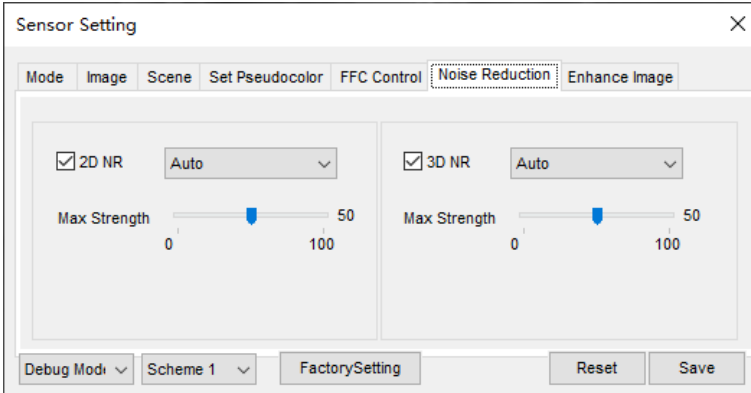 Sensor Setting
Mode Image Scene Set Pseudocolor FFC Control Noise Reduction Enhance Image
2D NR Auto 3D NR Auto
Max Strength 50 Max Strength 50
0 100 0 100
Debug Mode Scheme 1 FactorySetting Reset Save